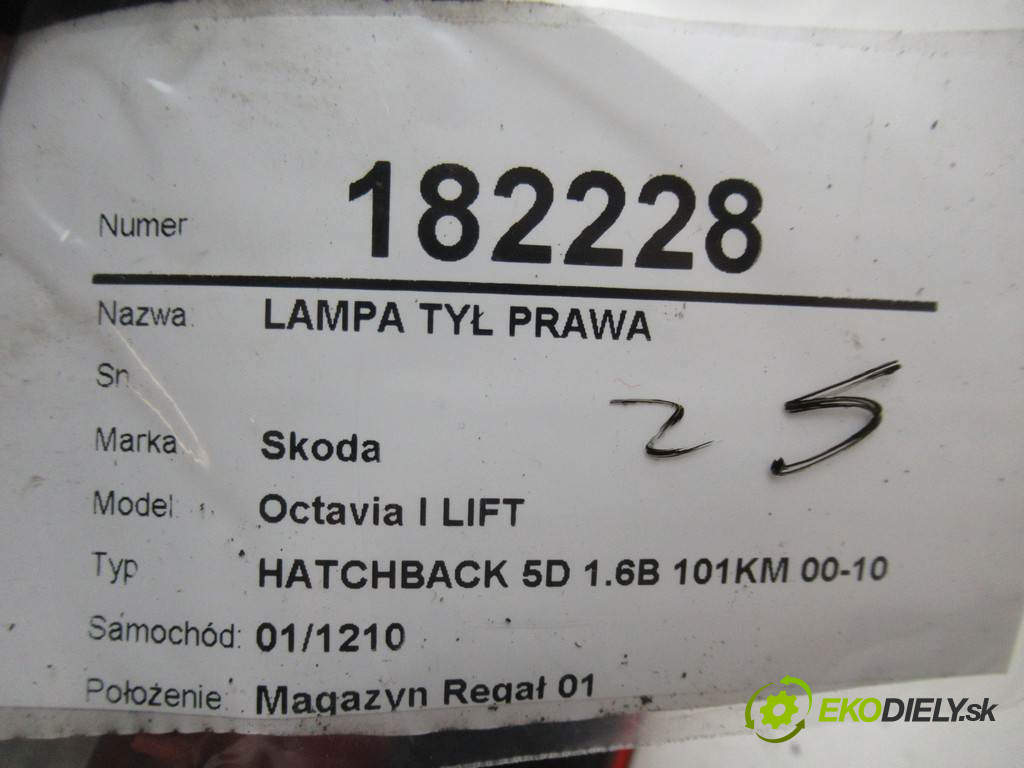 Numer 182228
Nazwa: LAMPA TYŁ PRAWA
Sn
25
Marka Skoda
Model: Octavia I LIFT
Typ HATCHBACK 5D 1.6B 101KM 00-10
Samochód: 01/1210
Położenie: Magazyn Regał 01
EKODIELY.sk